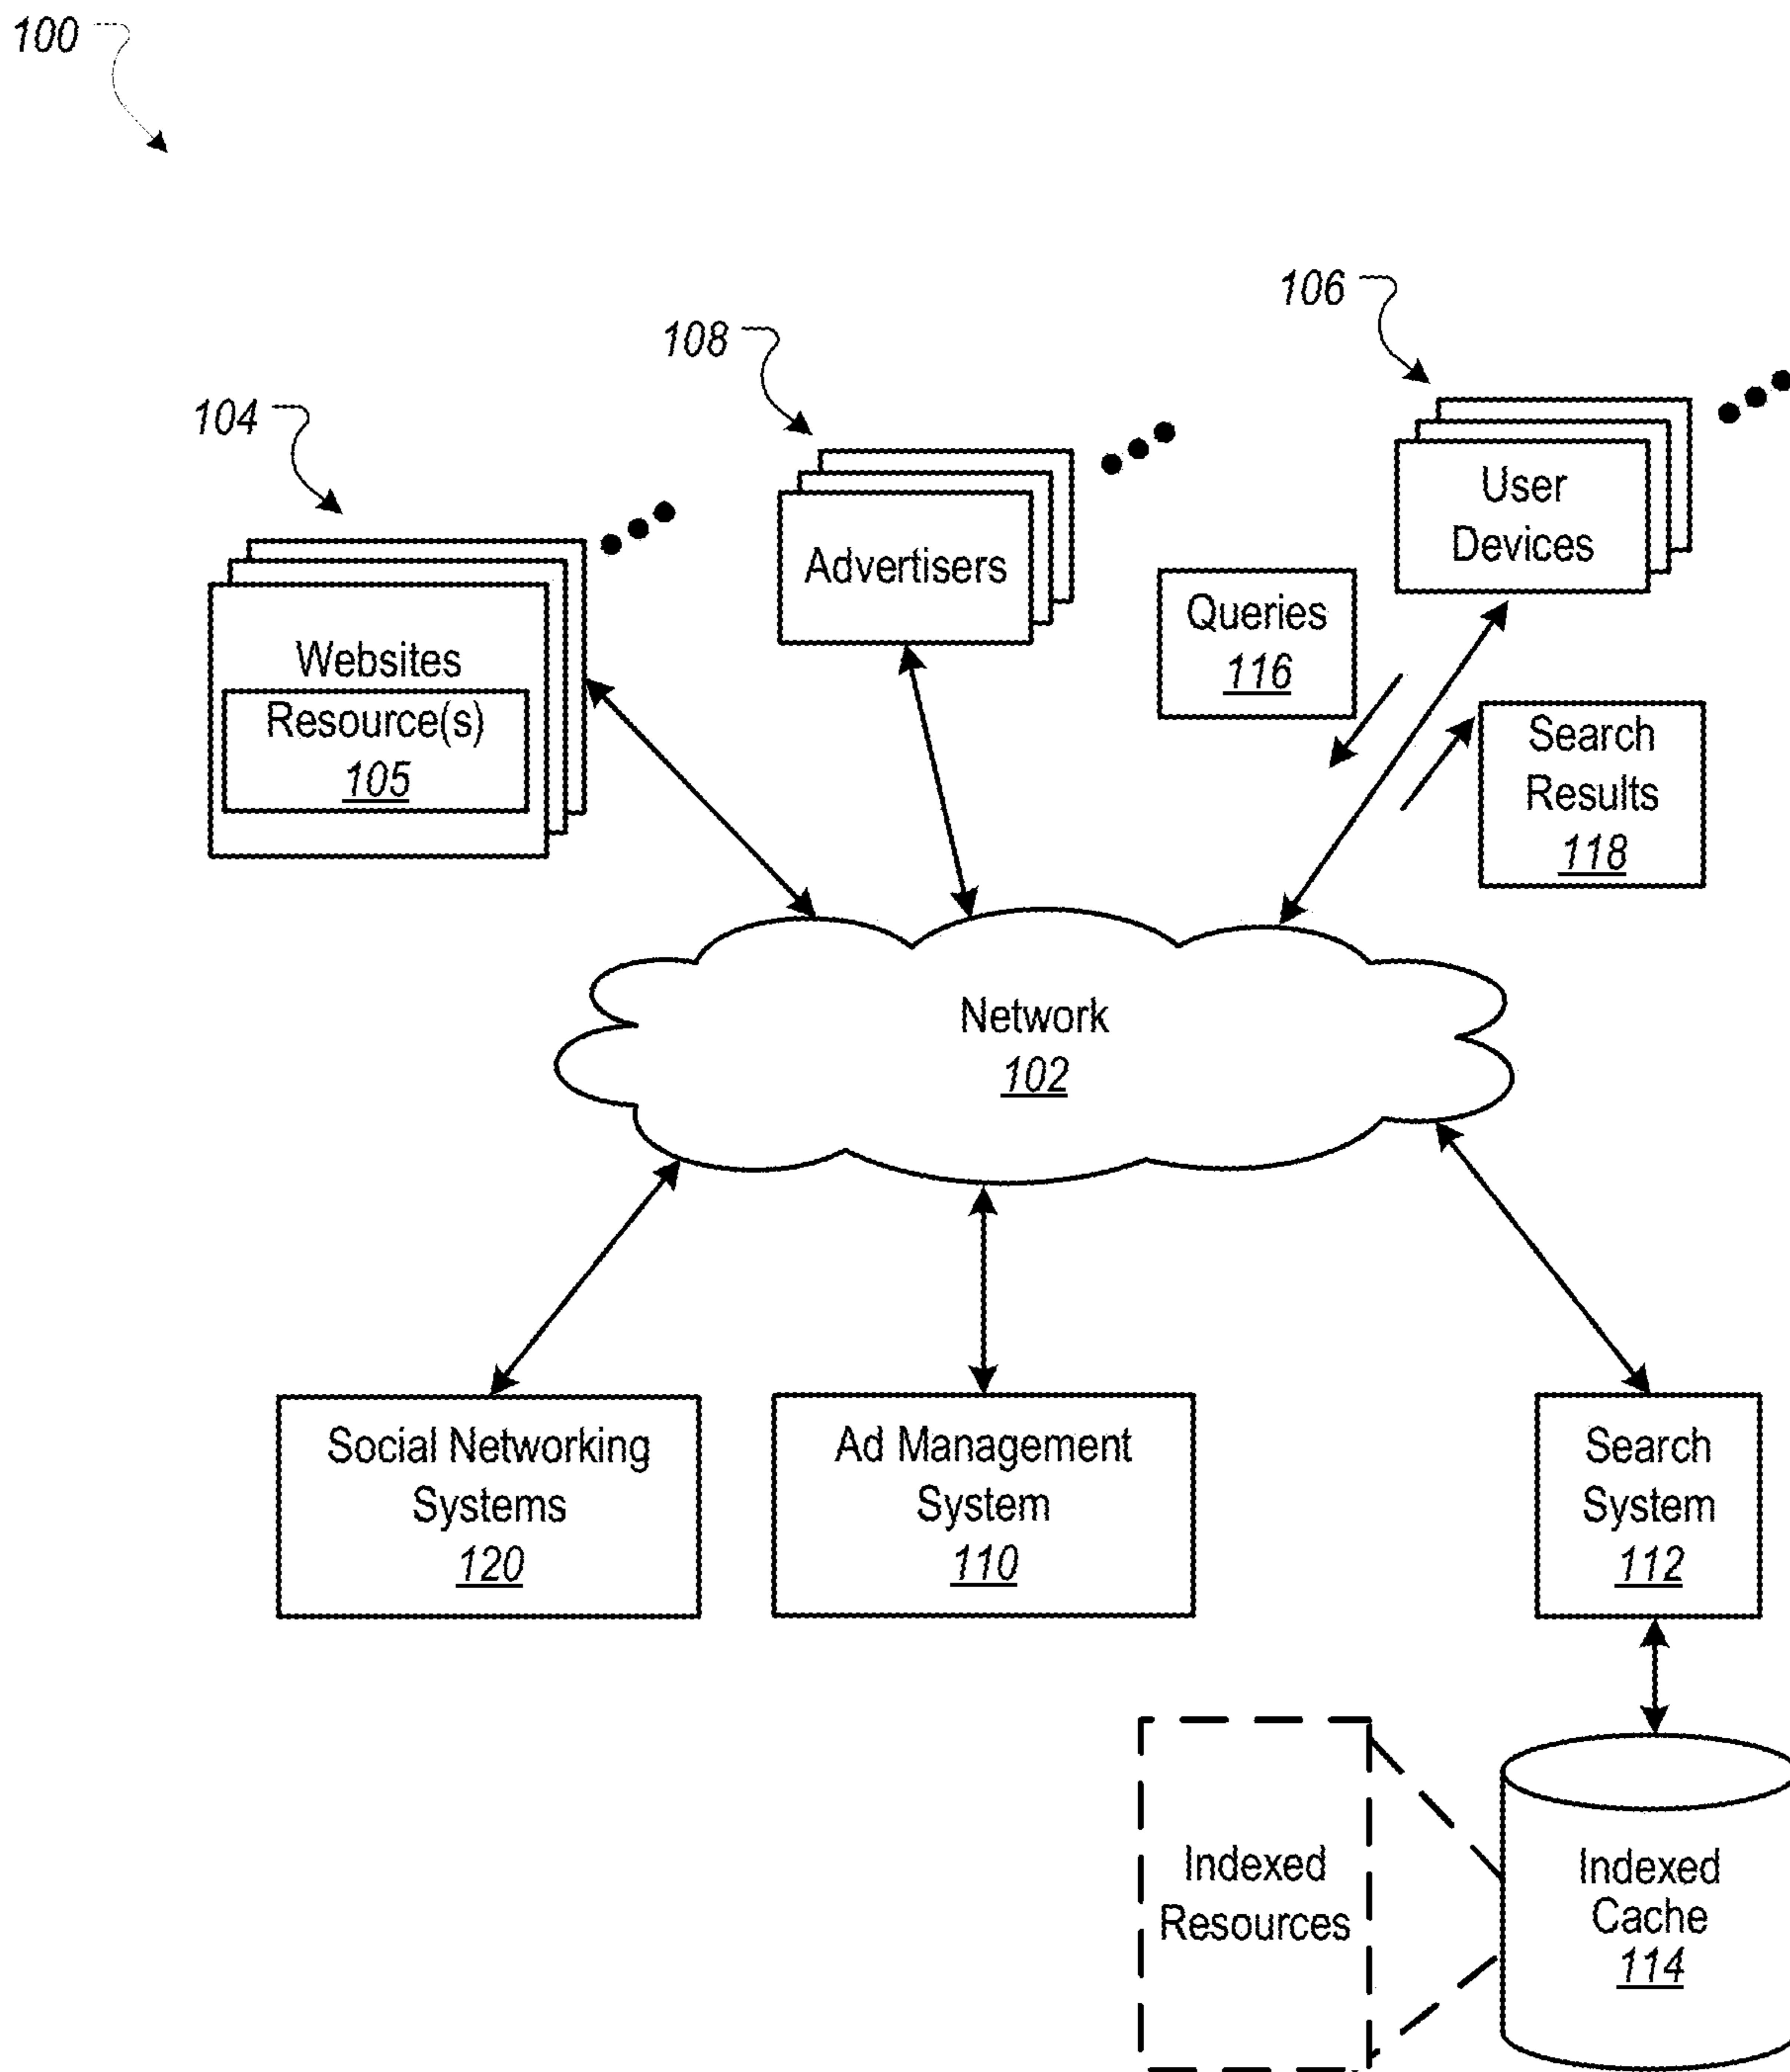 100
106
108
104
User
Devices
Advertisers
Queries
116
Websites
Resource(s)
105
Search
Results
118
Network
102
Social Networking
Systems
120
Ad Management
System
110
Search
System
112
Indexed
Resources
Indexed
Cache
114